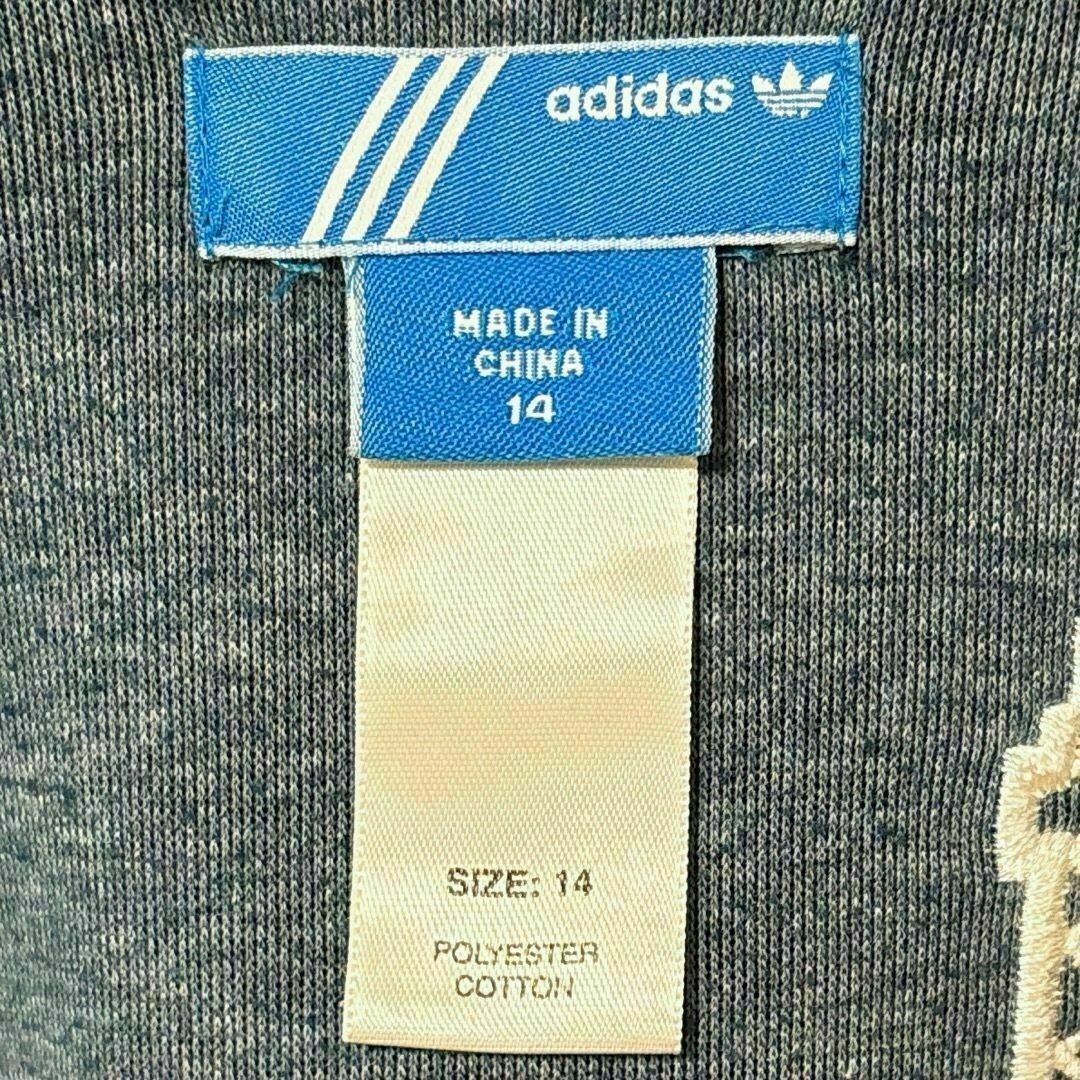 adidas
MADE IN
CHINA
14
SIZE: 14
POLYESTER
COTTON